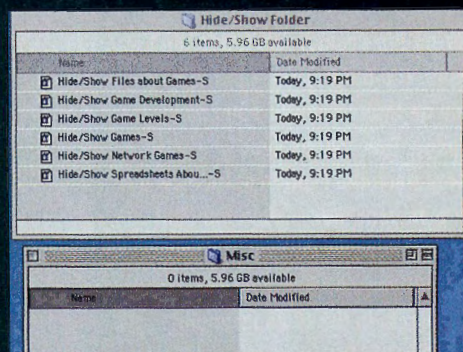 Hide/Show Folder
6 items, 5.96 GB available
Name Date Modified
Hide/Show Files about Games-S Today, 9:19 PM
Hide/Show Game Development-S Today, 9:19 PM
Hide/Show Game Levels-S Today, 9:19 PM
Hide/Show Games-S Today, 9:19 PM
Hide/Show Network Games-S Today, 9:19 PM
Hide/Show Spreadsheets Abou...-S Today, 9:19 PM
Misc
0 items, 5.96 GB available
Name Date Modified